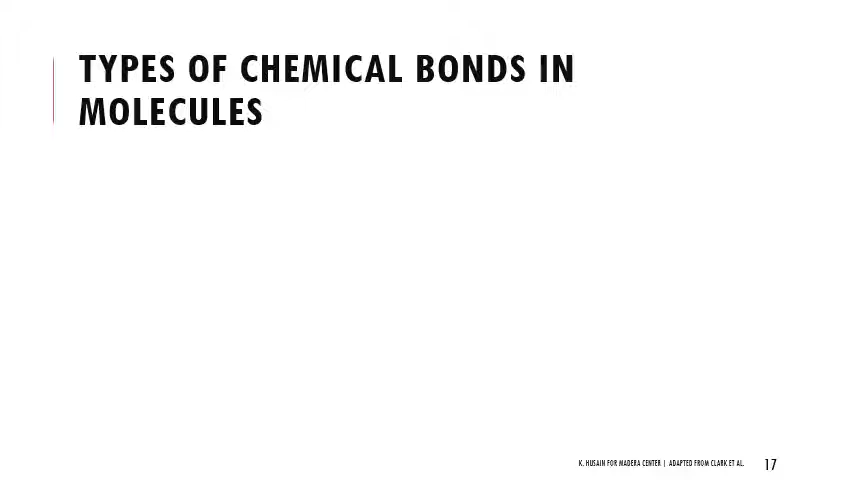 TYPES OF CHEMICAL BONDS IN
MOLECULES
K. HUSAIN FOR MADERA CENTER | ADAPTED FROM CLARK ET AL.
17